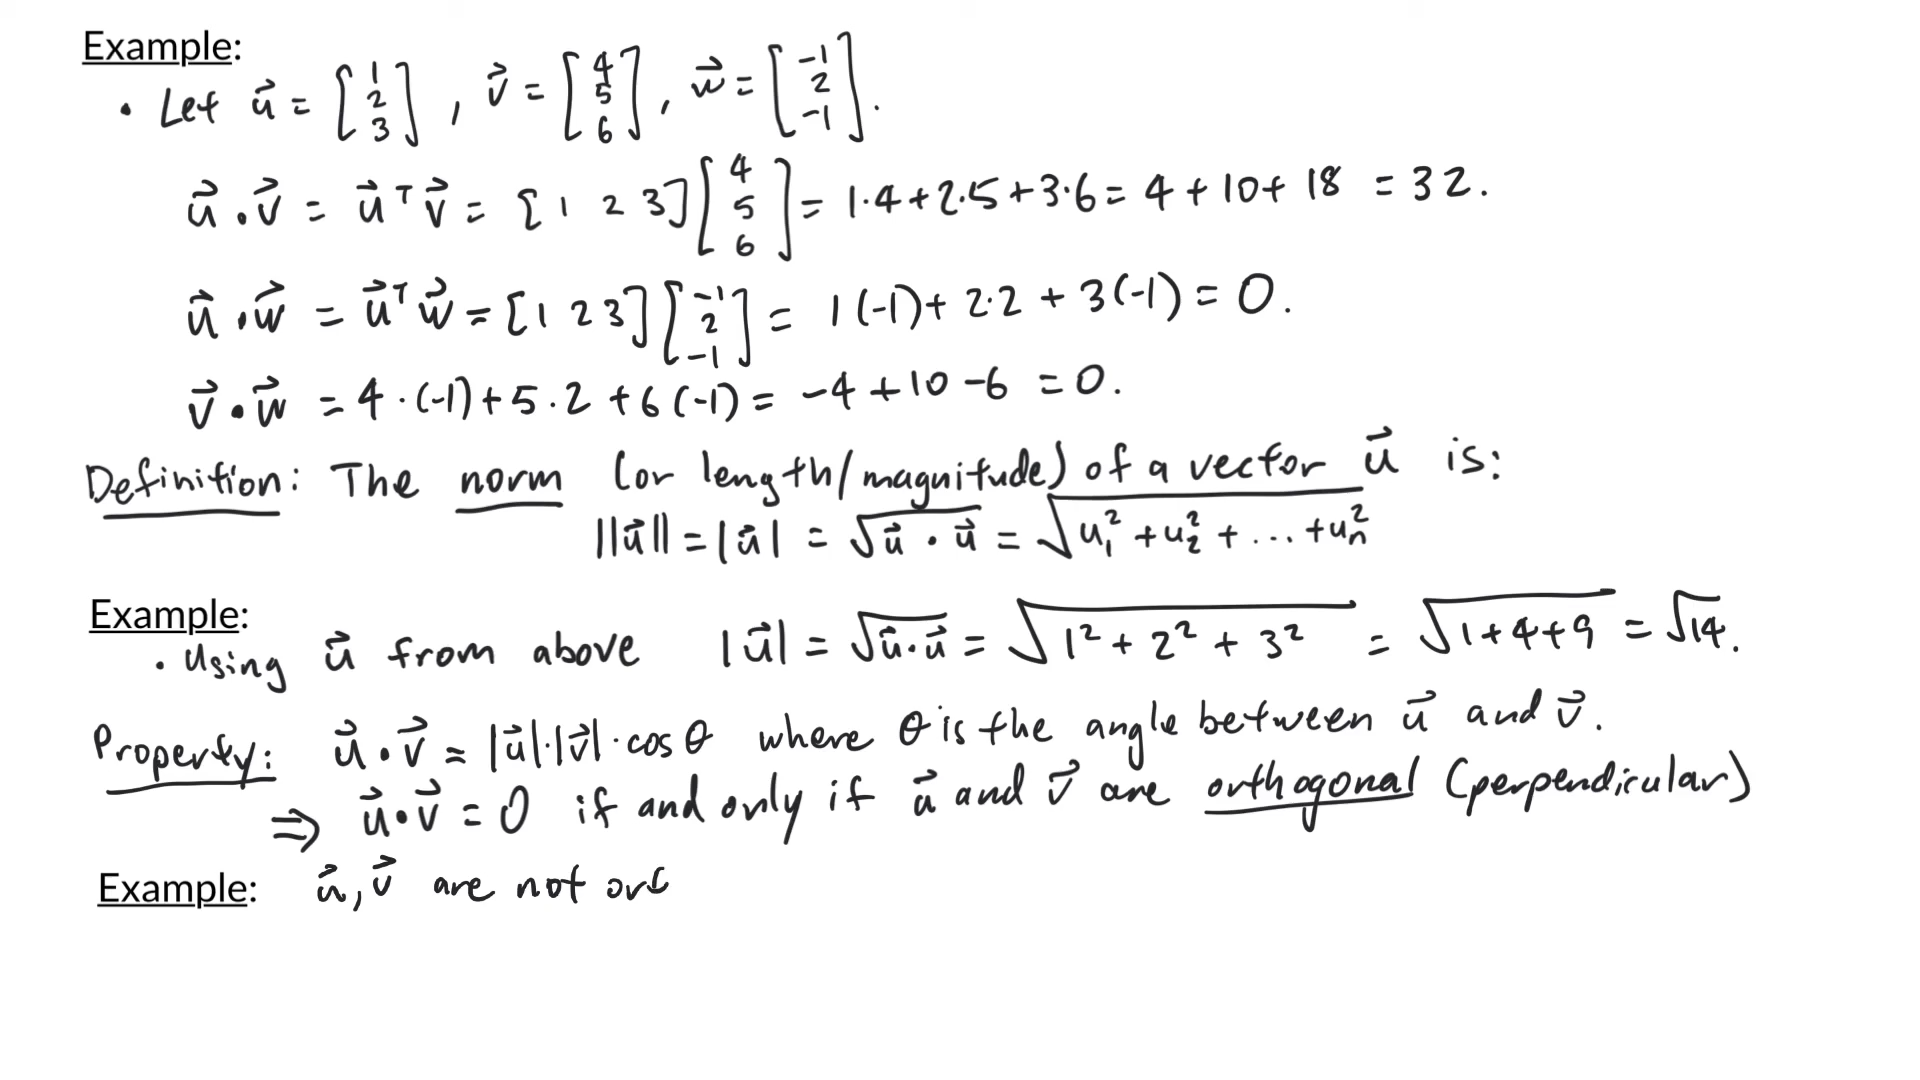 Example:
• Let u⃗ = [1 2 3], v⃗ = [4 5 6], w⃗ = [-1 2 -1].
u⃗ • v⃗ = u⃗ᵀ v⃗ = [1 2 3][4 5 6] = 1·4+2·5+3·6 = 4+10+18 = 32.
u⃗ • w⃗ = u⃗ᵀ w⃗ = [1 2 3][-1 2 -1] = 1(-1)+2·2+3(-1) = 0.
v⃗ • w⃗ = 4·(-1)+5·2+6(-1) = -4+10-6 = 0.
Definition: The norm (or length/magnitude) of a vector u⃗ is:
||u⃗|| = |u⃗| = √(u⃗ • u⃗) = √(u₁²+u₂²+...+uₙ²)
Example:
• Using u⃗ from above |u⃗| = √(u⃗•u⃗) = √(1²+2²+3²) = √(1+4+9) = √14.
Property: u⃗ • v⃗ = |u⃗|·|v⃗|·cos θ where θ is the angle between u⃗ and v⃗.
⇒ u⃗•v⃗ = 0 if and only if u⃗ and v⃗ are orthogonal (perpendicular)
Example: u⃗, v⃗ are not ort